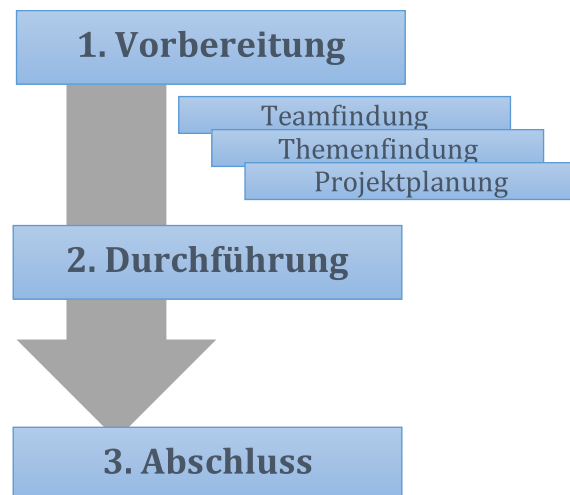 1. Vorbereitung
Teamfindung
Themenfindung
Projektplanung
2. Durchführung
3. Abschluss